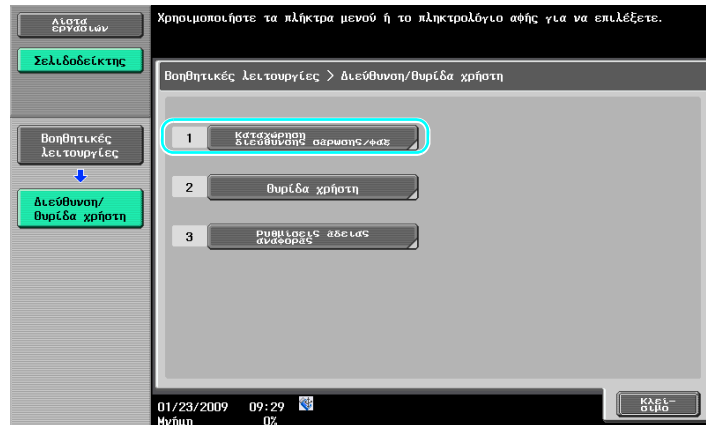 Λίστα
εργασιών
Χρησιμοποιήστε τα πλήκτρα μενού ή το πληκτρολόγιο αφής για να επιλέξετε.
Σελιδοδείκτης
Βοηθητικές λειτουργίες > Διεύθυνση/θυρίδα χρήστη
Βοηθητικές
λειτουργίες
Διεύθυνση/
θυρίδα χρήστη
1 Καταχώρηση
διεύθυνσης σάρωσης/φαξ
2 θυρίδα χρήστη
3 Ρυθμίσεις άδειας
αναφοράς
01/23/2009 09:29
Μνήμη 0%
Κλεί-
σιμο